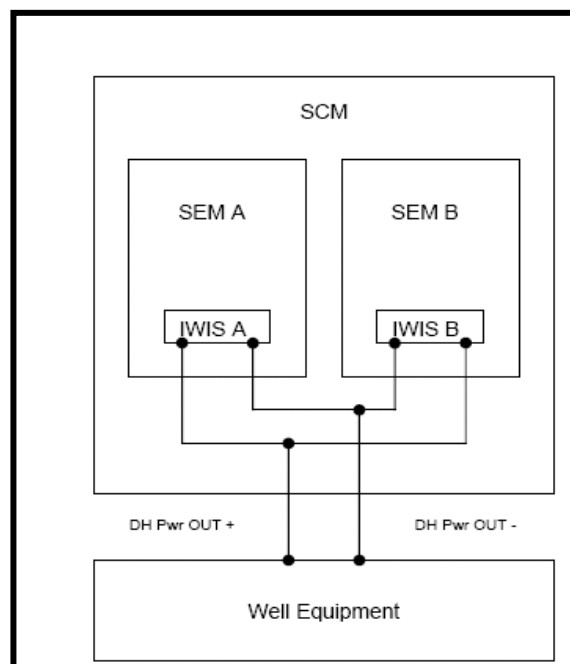 SCM
SEM A
SEM B
IWIS A
IWIS B
DH Pwr OUT +
DH Pwr OUT -
Well Equipment